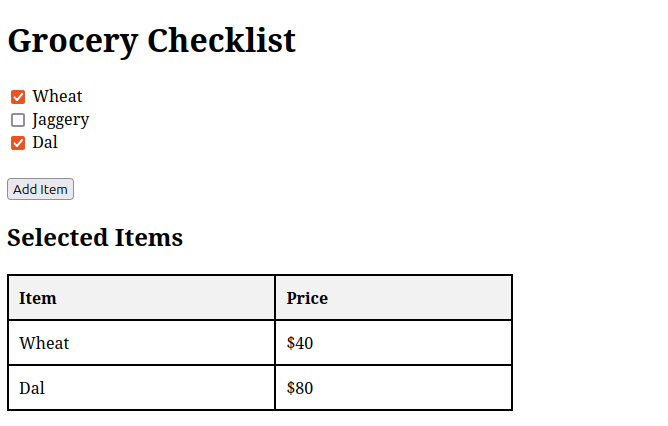 Grocery Checklist
Wheat
Jaggery
Dal
Add Item
Selected Items
Item Price
Wheat $40
Dal $80